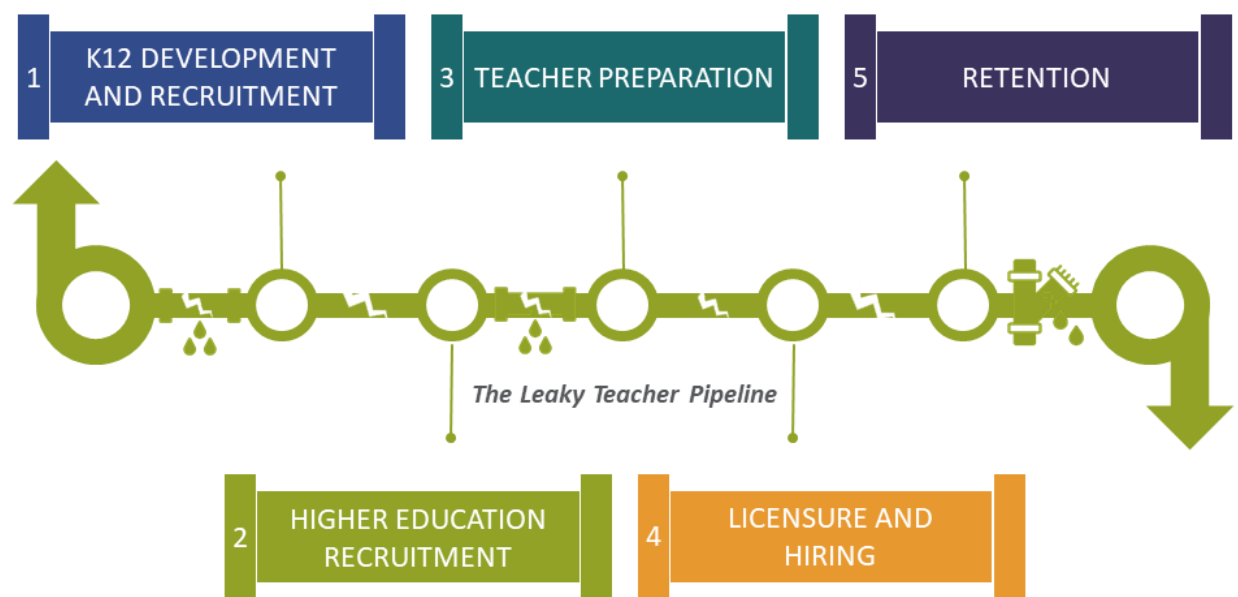 1
K12 DEVELOPMENT
AND RECRUITMENT
3
TEACHER PREPARATION
5
RETENTION
The Leaky Teacher Pipeline
2
HIGHER EDUCATION
RECRUITMENT
4
LICENSURE AND
HIRING